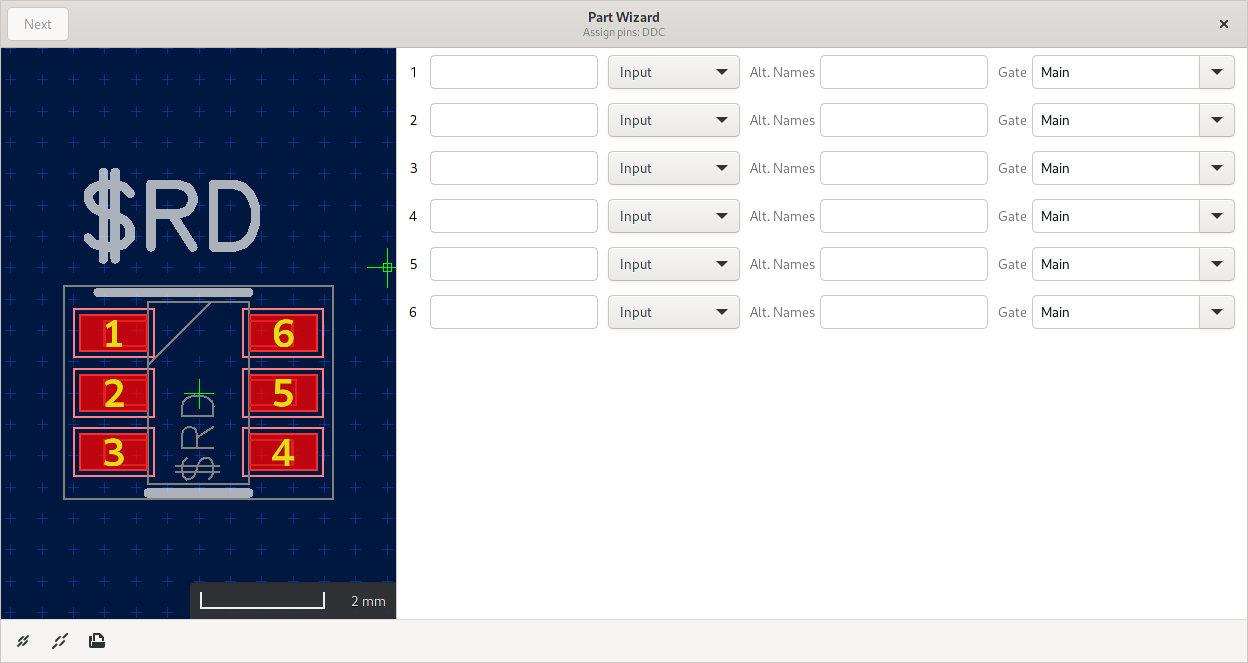 Next
Part Wizard
Assign pins: DDC
$RD
1
6
2
5
3
4
$RD
2 mm
1 Input Alt. Names Gate Main
2 Input Alt. Names Gate Main
3 Input Alt. Names Gate Main
4 Input Alt. Names Gate Main
5 Input Alt. Names Gate Main
6 Input Alt. Names Gate Main